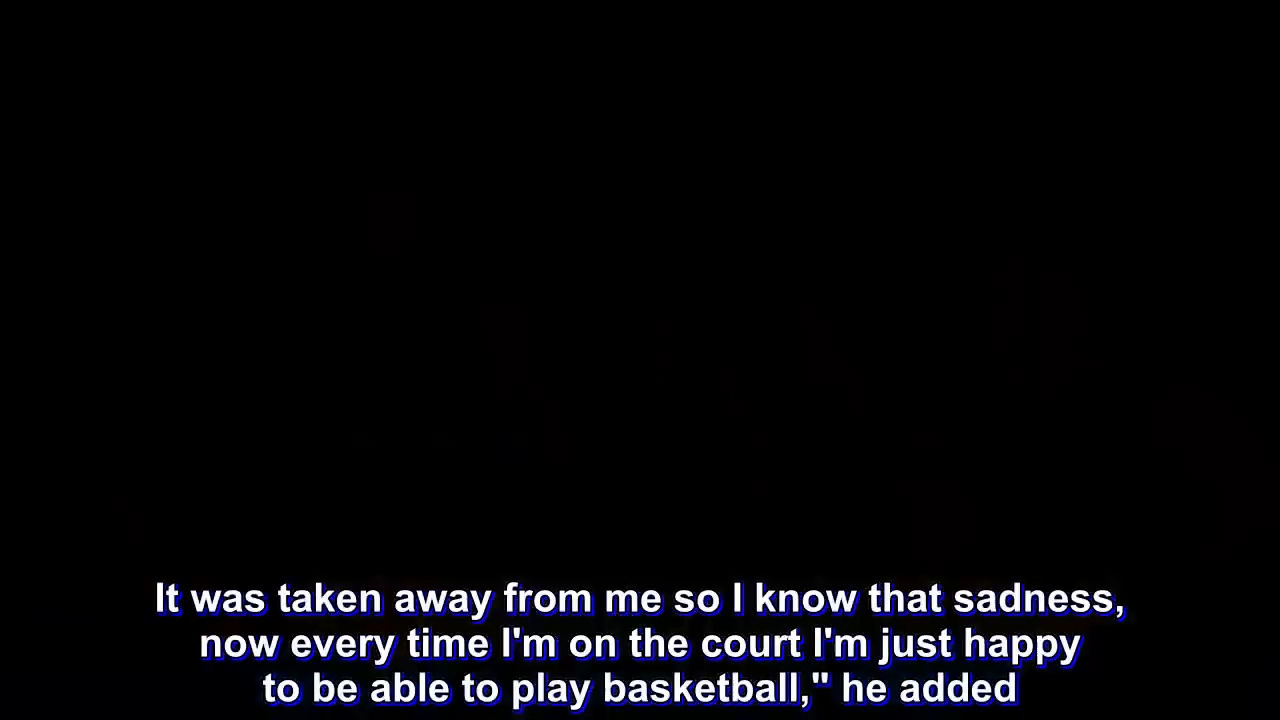 It was taken away from me so I know that sadness,
now every time I'm on the court I'm just happy
to be able to play basketball," he added